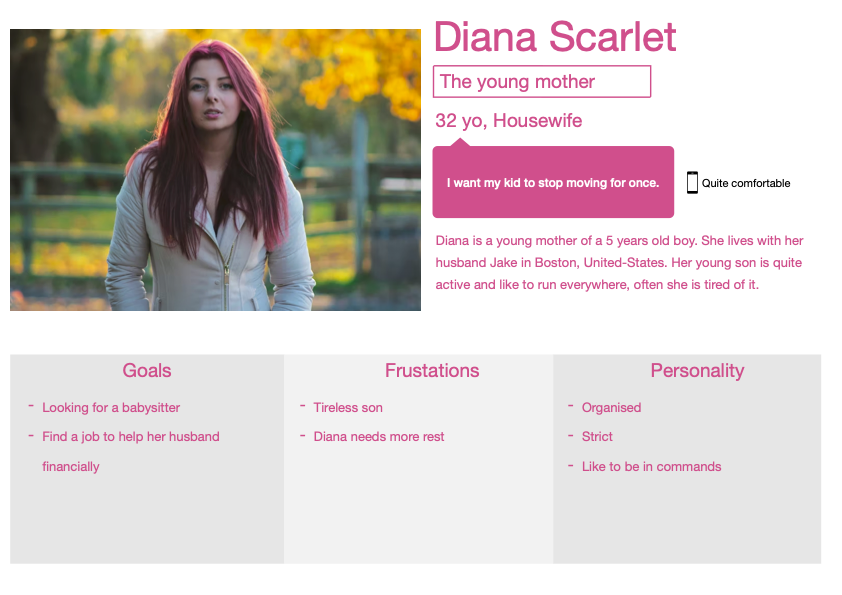 Diana Scarlet
The young mother
32 yo, Housewife
I want my kid to stop moving for once.
Quite comfortable
Diana is a young mother of a 5 years old boy. She lives with her
husband Jake in Boston, United-States. Her young son is quite
active and like to run everywhere, often she is tired of it.
Goals
- Looking for a babysitter
- Find a job to help her husband
financially
Frustations
- Tireless son
- Diana needs more rest
Personality
- Organised
- Strict
- Like to be in commands